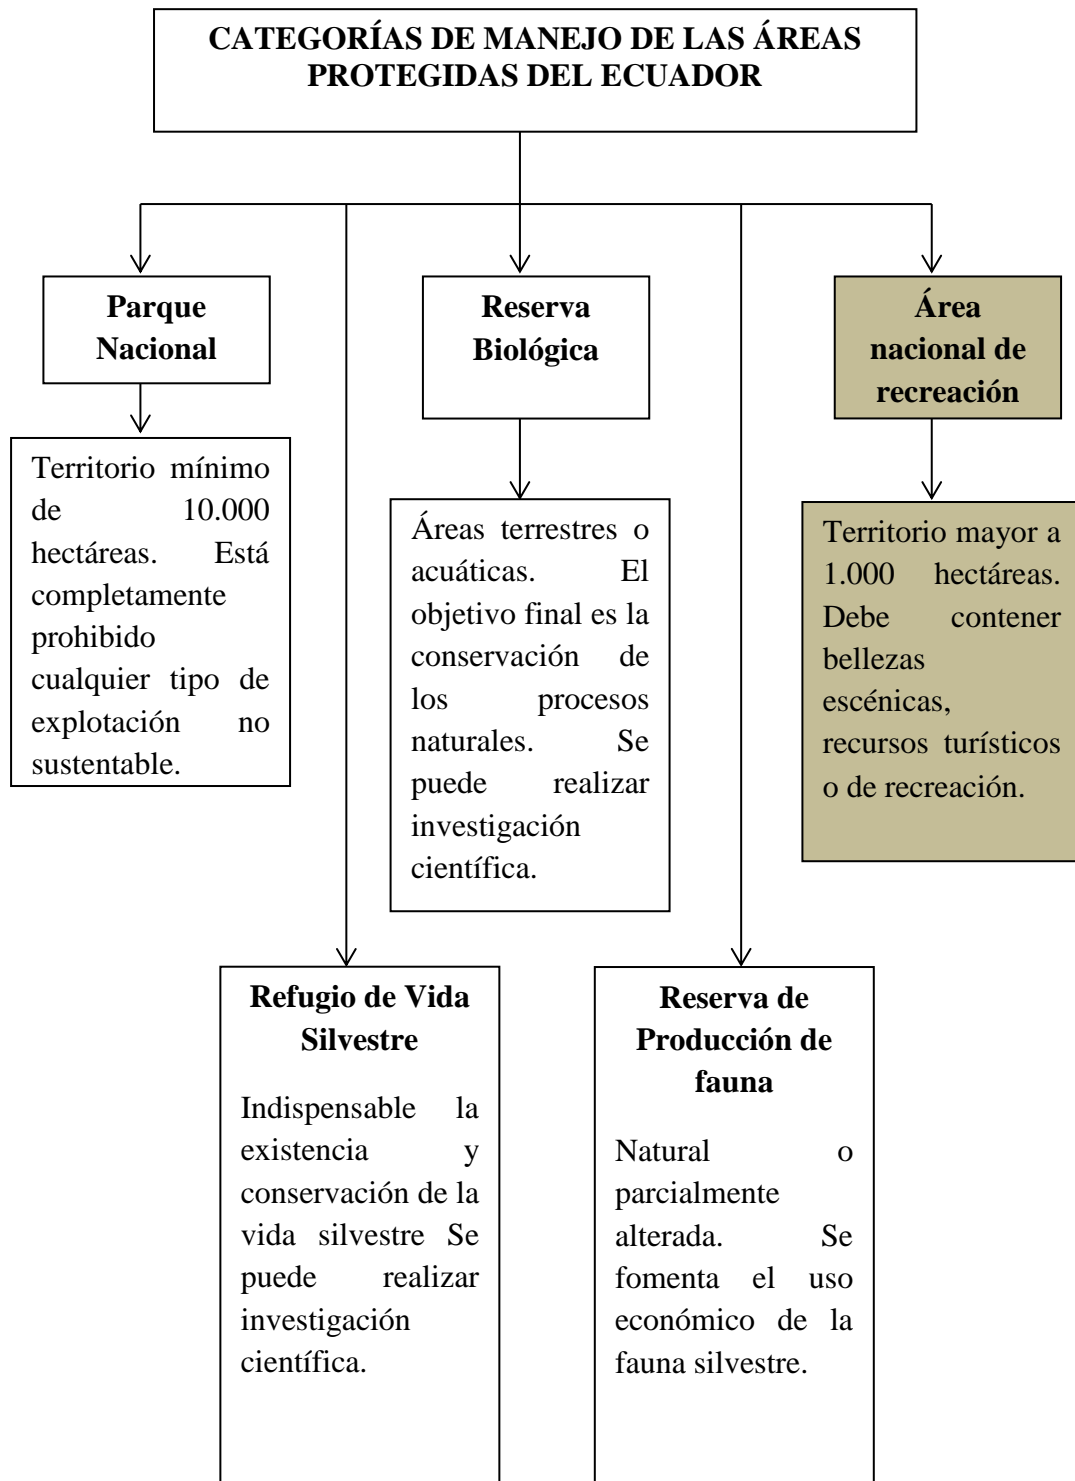 CATEGORÍAS DE MANEJO DE LAS ÁREAS
PROTEGIDAS DEL ECUADOR
Parque
Nacional
Territorio mínimo
de 10.000
hectáreas. Está
completamente
prohibido
cualquier tipo de
explotación no
sustentable.
Reserva
Biológica
Áreas terrestres o
acuáticas. El
objetivo final es la
conservación de
los procesos
naturales. Se
puede realizar
investigación
científica.
Área
nacional de
recreación
Territorio mayor a
1.000 hectáreas.
Debe contener
bellezas
escénicas,
recursos turísticos
o de recreación.
Refugio de Vida
Silvestre
Indispensable la
existencia y
conservación de la
vida silvestre Se
puede realizar
investigación
científica.
Reserva de
Producción de
fauna
Natural o
parcialmente
alterada. Se
fomenta el uso
económico de la
fauna silvestre.